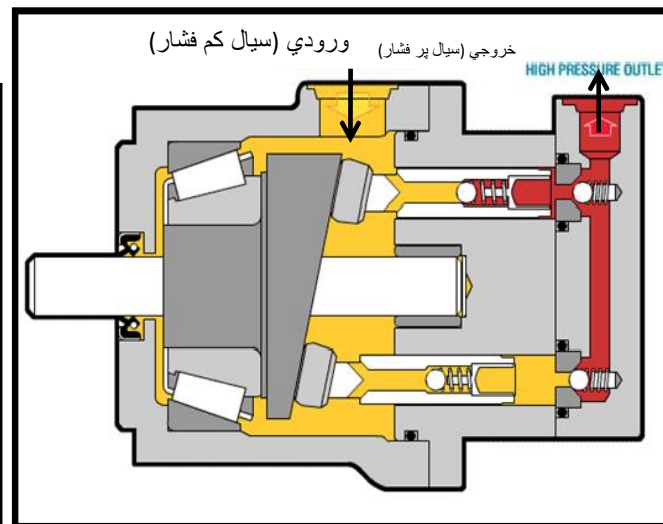 ورودي (سيال كم فشار)
خروجي (سيال پر فشار)
HIGH PRESSURE OUTLET